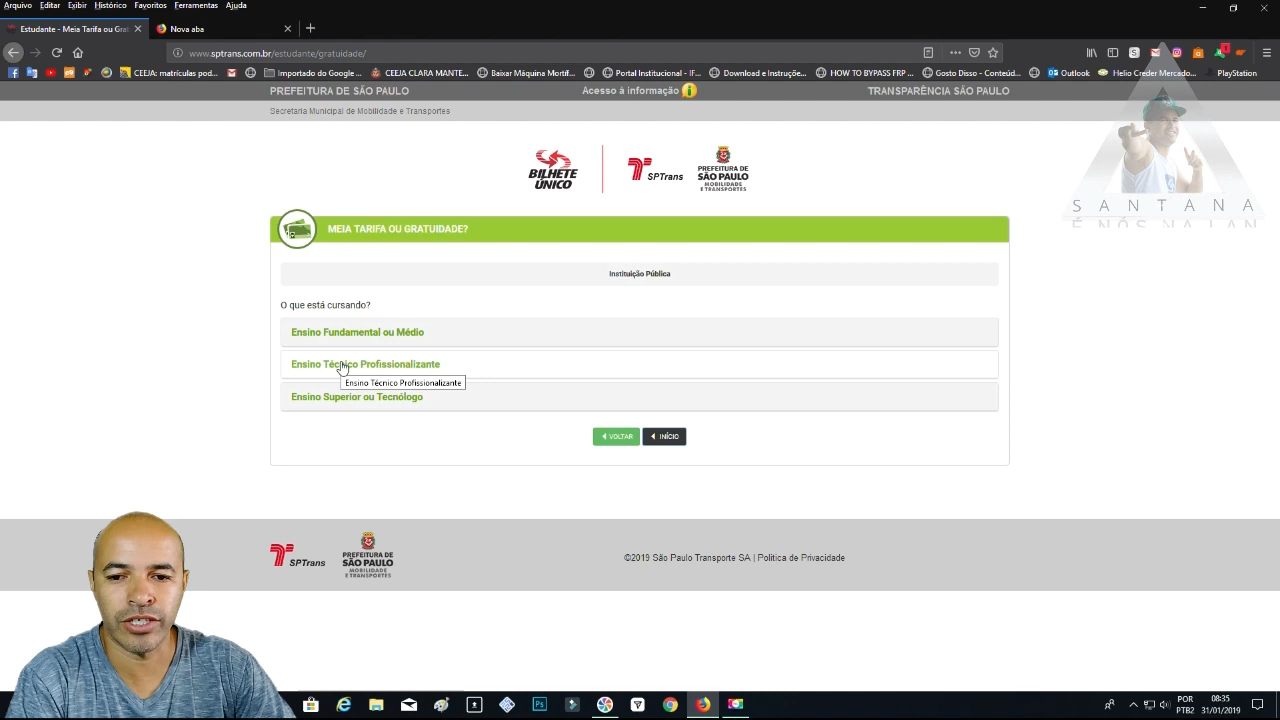 Arquivo Editar Exibir Histórico Favoritos Ferramentas Ajuda
Estudante - Meia Tarifa ou Grat
Nova aba
www.sptrans.com.br/estudante/gratuidade/
CEEJA: matrículas pod...
Importado do Google ...
CEEJA CLARA MANTE...
Baixar Máquina Mortif...
Portal Institucional - If...
Download e Instruçõe...
HOW TO BYPASS FRP ...
Gosto Disso - Conteúd...
Outlook
Helio Creder Mercado...
PlayStation
PREFEITURA DE SÃO PAULO
Acesso à informação
TRANSPARÊNCIA SÃO PAULO
Secretaria Municipal de Mobilidade e Transportes
BILHETE
ÚNICO
SPTrans
PREFEITURA DE
SÃO PAULO
MOBILIDADE
E TRANSPORTES
SANTANA
É NÓS NA LAN
MEIA TARIFA OU GRATUIDADE?
Instituição Pública
O que está cursando?
Ensino Fundamental ou Médio
Ensino Técnico Profissionalizante
Ensino Técnico Profissionalizante
Ensino Superior ou Tecnólogo
VOLTAR
INÍCIO
SPTrans
PREFEITURA DE
SÃO PAULO
MOBILIDADE
E TRANSPORTES
©2019 São Paulo Transporte SA | Política de Privacidade
Ps
POR
PTB2
08:35
31/01/2019